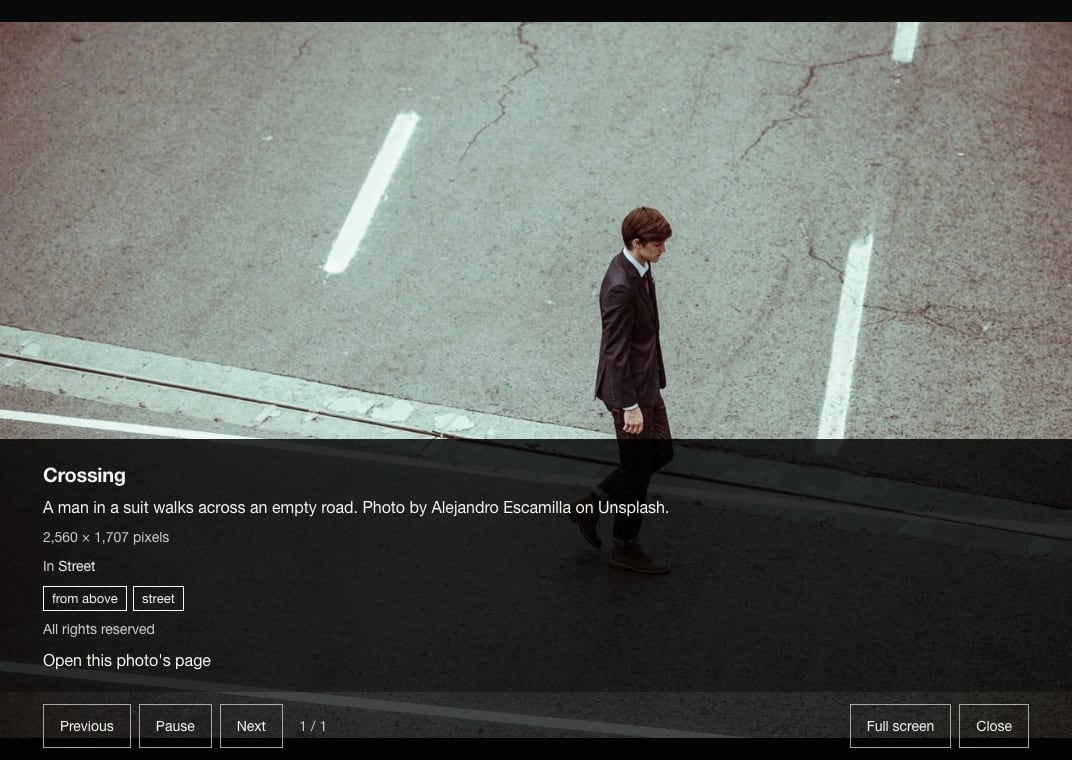 Crossing
A man in a suit walks across an empty road. Photo by Alejandro Escamilla on Unsplash.
2,560 × 1,707 pixels
In Street
from above street
All rights reserved
Open this photo's page
Previous Pause Next 1 / 1 Full screen Close